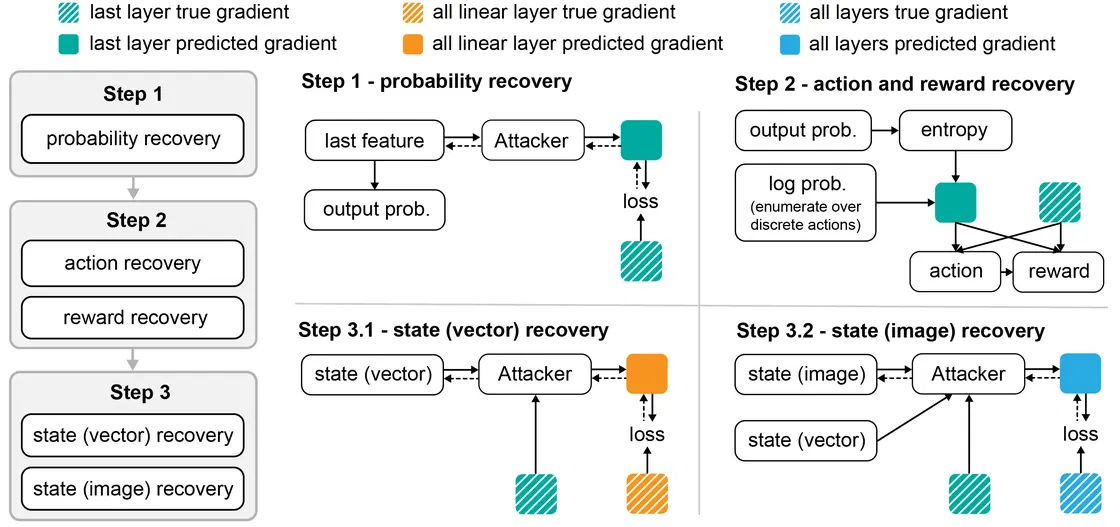 last layer true gradient
all linear layer true gradient
all layers true gradient
last layer predicted gradient
all linear layer predicted gradient
all layers predicted gradient
Step 1
probability recovery
Step 2
action recovery
reward recovery
Step 3
state (vector) recovery
state (image) recovery
Step 1 - probability recovery
last feature
Attacker
output prob.
loss
Step 2 - action and reward recovery
output prob.
entropy
log prob.
(enumerate over
discrete actions)
action
reward
Step 3.1 - state (vector) recovery
state (vector)
Attacker
loss
Step 3.2 - state (image) recovery
state (image)
Attacker
state (vector)
loss